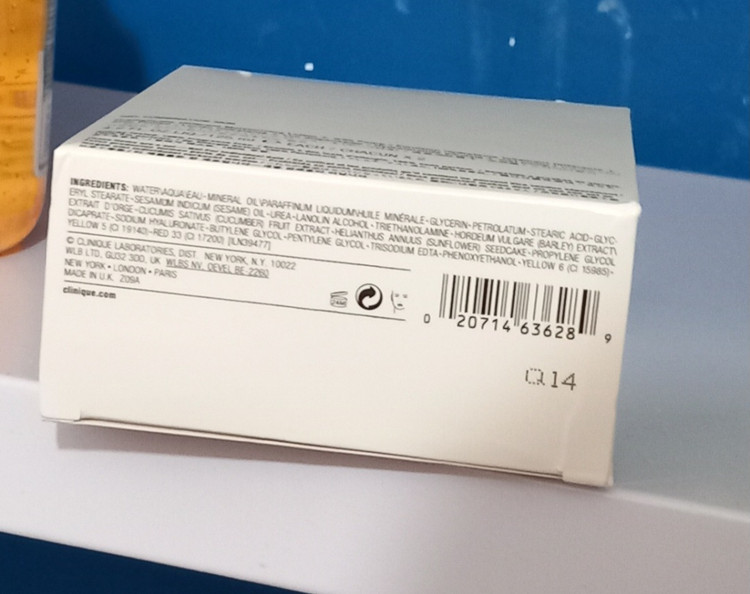 INGREDIENTS: WATER\AQUA\EAU • MINERAL OIL\PARAFFINUM LIQUIDUM\HUILE MINÉRALE • GLYCERIN • PETROLATUM • STEARIC ACID • GLYC-
ERYL STEARATE • SESAMUM INDICUM (SESAME) OIL • UREA • LANOLIN ALCOHOL • TRIETHANOLAMINE • HORDEUM VULGARE (BARLEY) EXTRACT\
EXTRAIT D'ORGE • CUCUMIS SATIVUS (CUCUMBER) FRUIT EXTRACT • HELIANTHUS ANNUUS (SUNFLOWER) SEEDCAKE • PROPYLENE GLYCOL
DICAPRATE • SODIUM HYALURONATE • BUTYLENE GLYCOL • PENTYLENE GLYCOL • TRISODIUM EDTA • PHENOXYETHANOL • YELLOW 6 (CI 15985) •
YELLOW 5 (CI 19140) • RED 33 (CI 17200) [ILN39477]
© CLINIQUE LABORATORIES, DIST. NEW YORK, N.Y. 10022
WLB LTD, GU32 3DD, UK WLBS NV, OEVEL BE-2260
NEW YORK • LONDON • PARIS
MADE IN U.K. Z09A
clinique.com
0 20714 63628 9
Q14